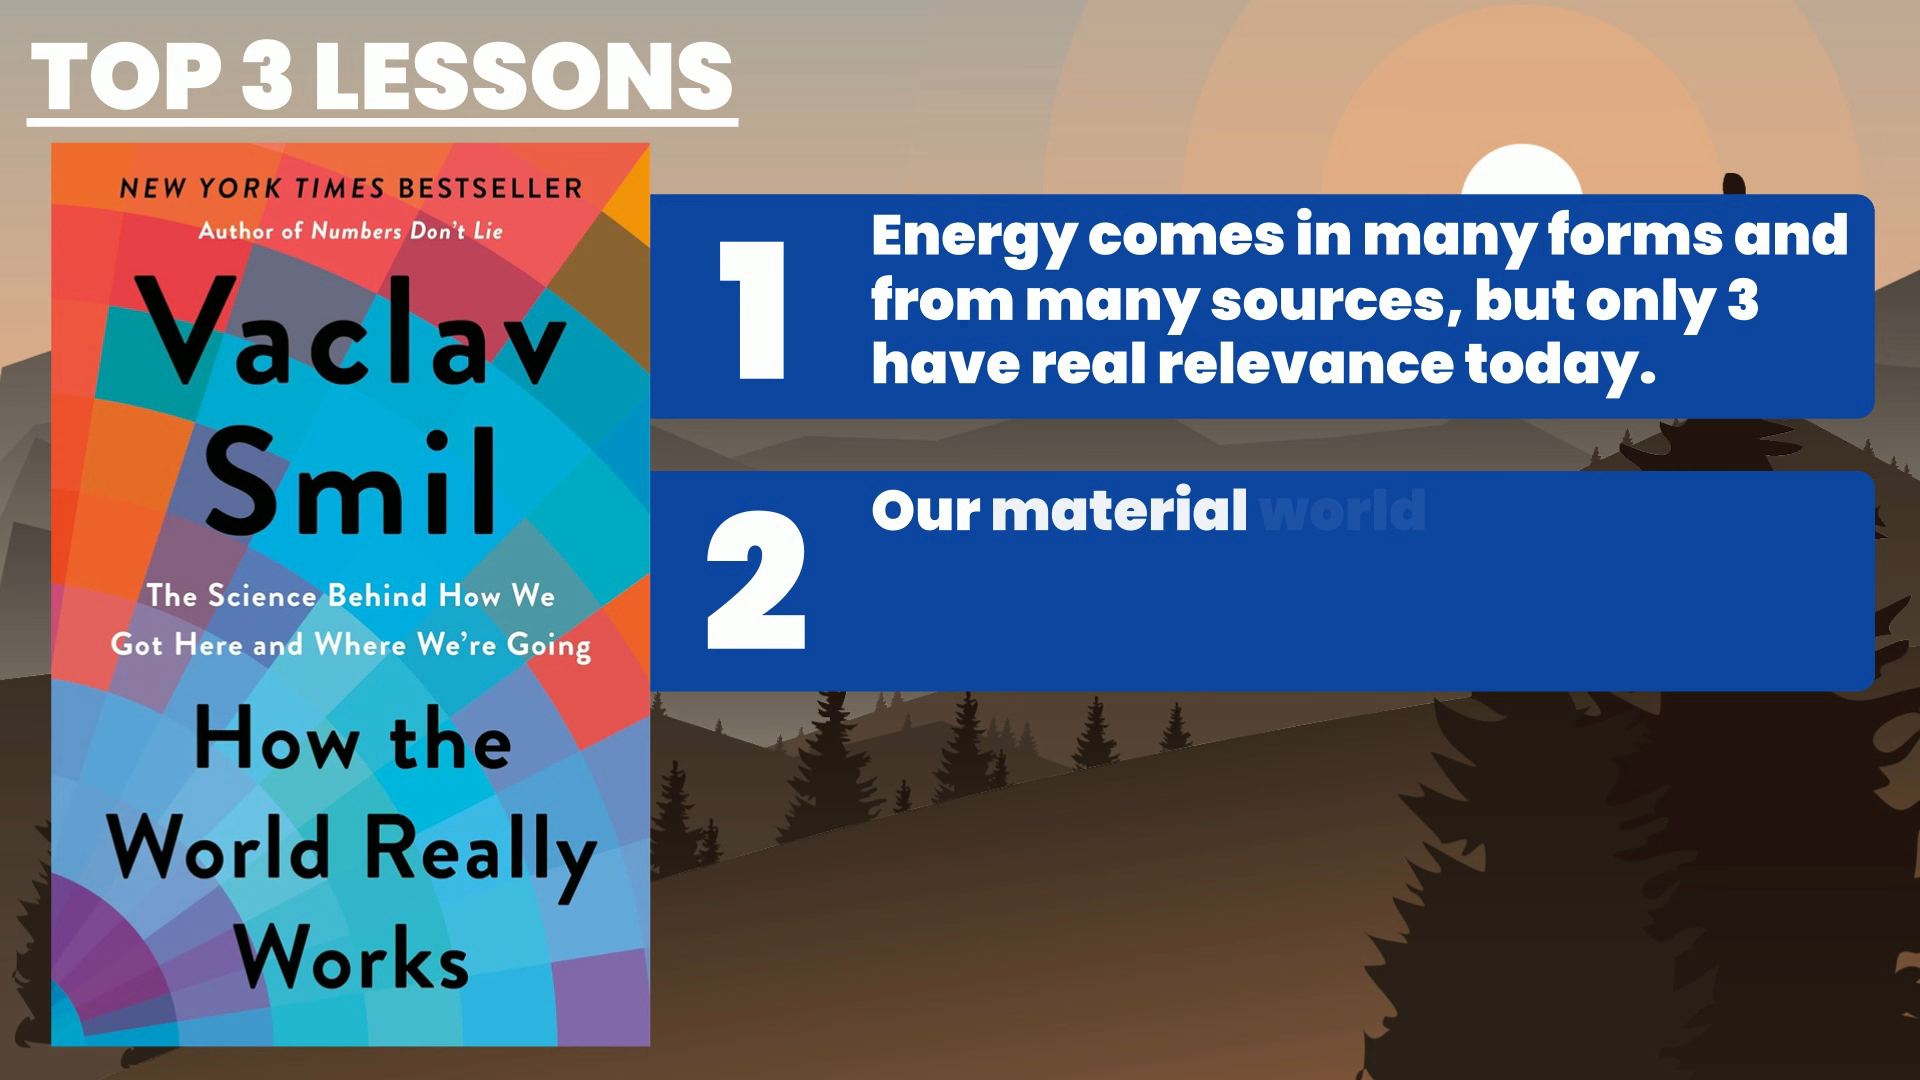 TOP 3 LESSONS
NEW YORK TIMES BESTSELLER
Author of Numbers Don't Lie
Vaclav
Smil
The Science Behind How We
Got Here and Where We're Going
How the
World Really
Works
1
Energy comes in many forms and
from many sources, but only 3
have real relevance today.
2
Our material world